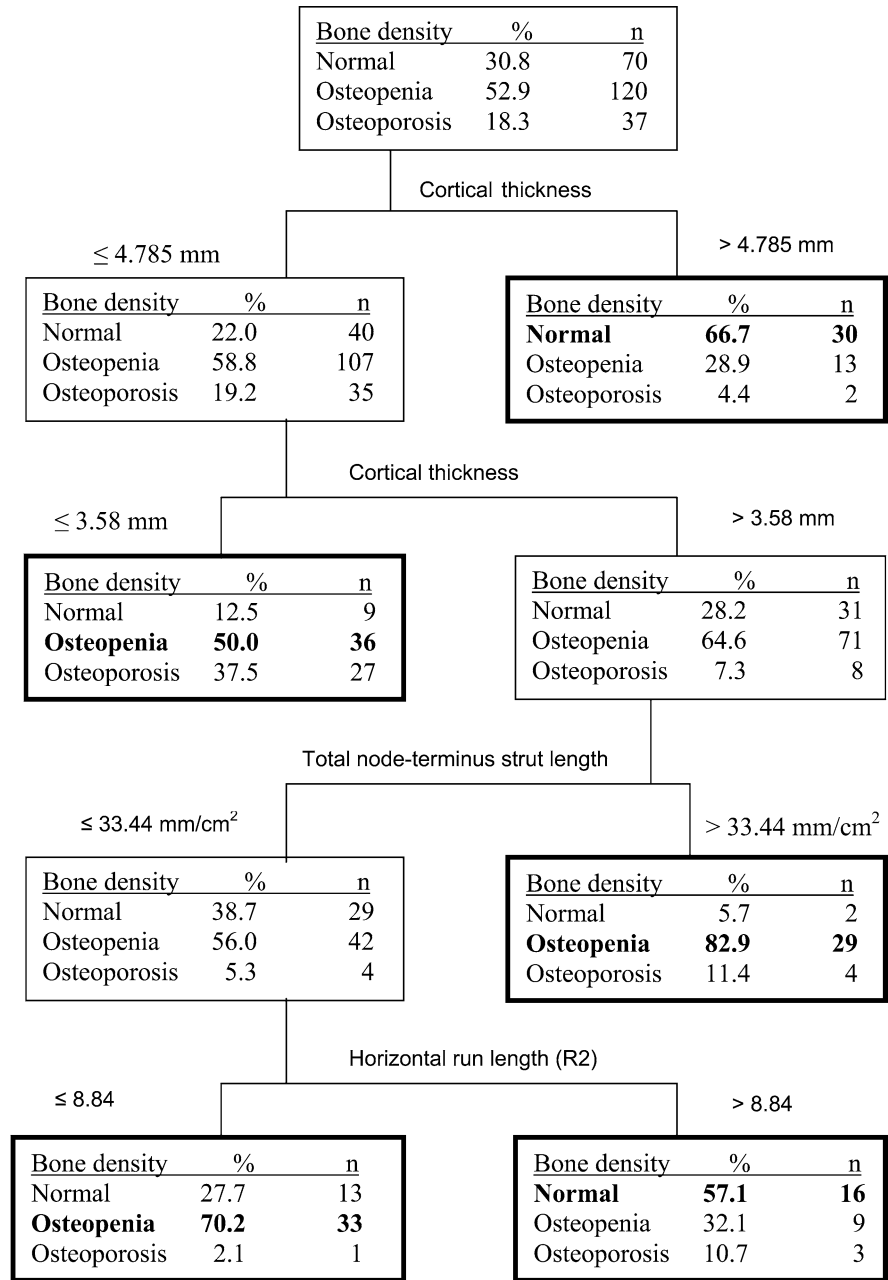 Bone density % n
Normal 30.8 70
Osteopenia 52.9 120
Osteoporosis 18.3 37
Cortical thickness
≤ 4.785 mm
> 4.785 mm
Bone density % n
Normal 22.0 40
Osteopenia 58.8 107
Osteoporosis 19.2 35
Bone density % n
Normal 66.7 30
Osteopenia 28.9 13
Osteoporosis 4.4 2
Cortical thickness
≤ 3.58 mm
> 3.58 mm
Bone density % n
Normal 12.5 9
Osteopenia 50.0 36
Osteoporosis 37.5 27
Bone density % n
Normal 28.2 31
Osteopenia 64.6 71
Osteoporosis 7.3 8
Total node-terminus strut length
≤ 33.44 mm/cm²
> 33.44 mm/cm²
Bone density % n
Normal 38.7 29
Osteopenia 56.0 42
Osteoporosis 5.3 4
Bone density % n
Normal 5.7 2
Osteopenia 82.9 29
Osteoporosis 11.4 4
Horizontal run length (R2)
≤ 8.84
> 8.84
Bone density % n
Normal 27.7 13
Osteopenia 70.2 33
Osteoporosis 2.1 1
Bone density % n
Normal 57.1 16
Osteopenia 32.1 9
Osteoporosis 10.7 3